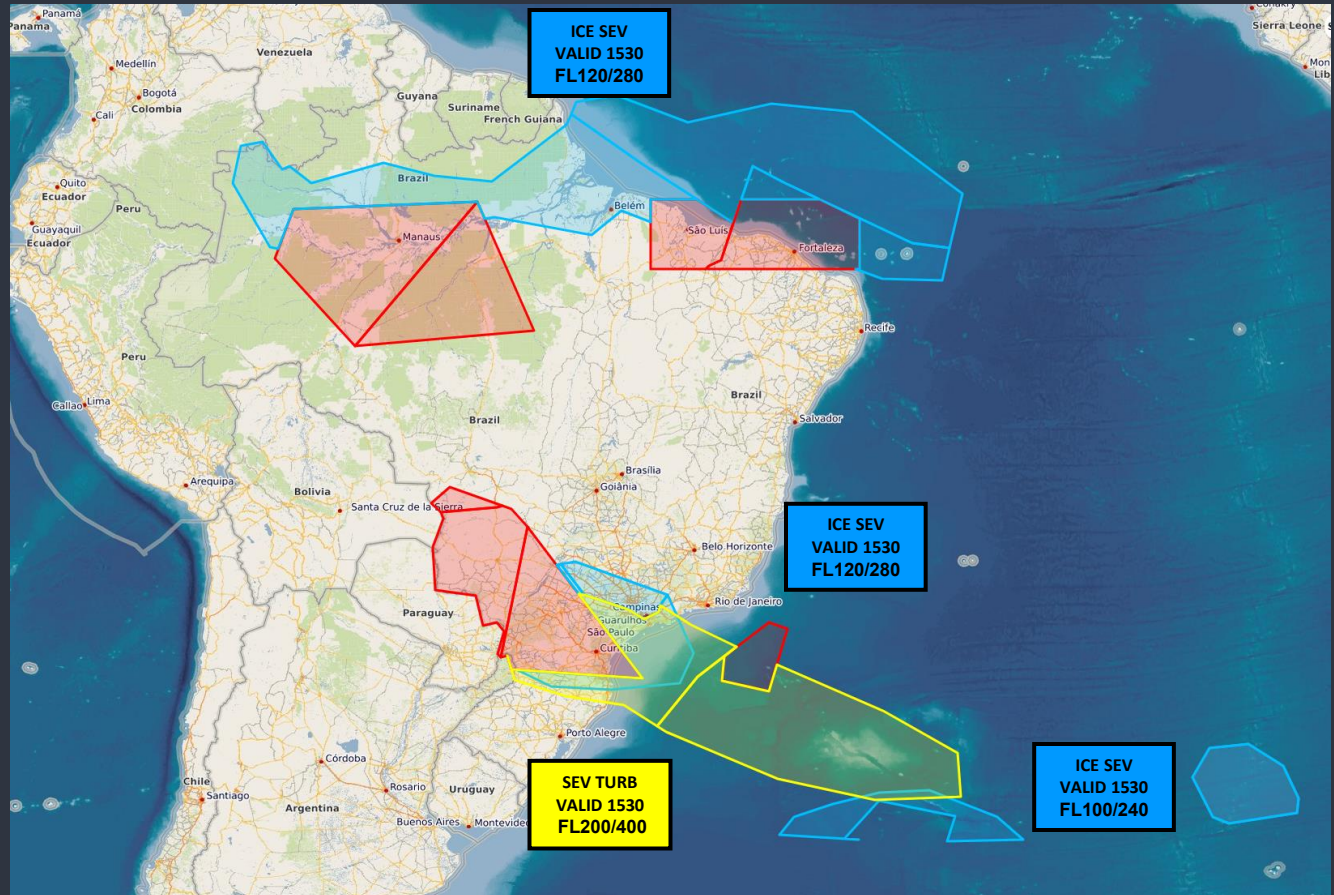 Panamá
Panama
Medellín
Bogotá
Colombia
Cali
Venezuela
Guyana
Suriname
French Guiana
Conakry
Sierra Leone
Mon
Lib
ICE SEV
VALID 1530
FL120/280
Quito
Ecuador
Guayaquil
Ecuador
Peru
Brazil
Belém
Manaus
São Luís
Fortaleza
Recife
Peru
Callao
Lima
Brazil
Brazil
Salvador
Arequipa
Bolivia
Santa Cruz de la Sierra
Brasília
Goiânia
Belo Horizonte
ICE SEV
VALID 1530
FL120/280
Paraguay
Campinas
Guarulhos
São Paulo
Rio de Janeiro
Curitiba
Porto Alegre
Chile
Santiago
Córdoba
Rosario
Argentina
Uruguay
Buenos Aires
Montevideo
SEV TURB
VALID 1530
FL200/400
ICE SEV
VALID 1530
FL100/240